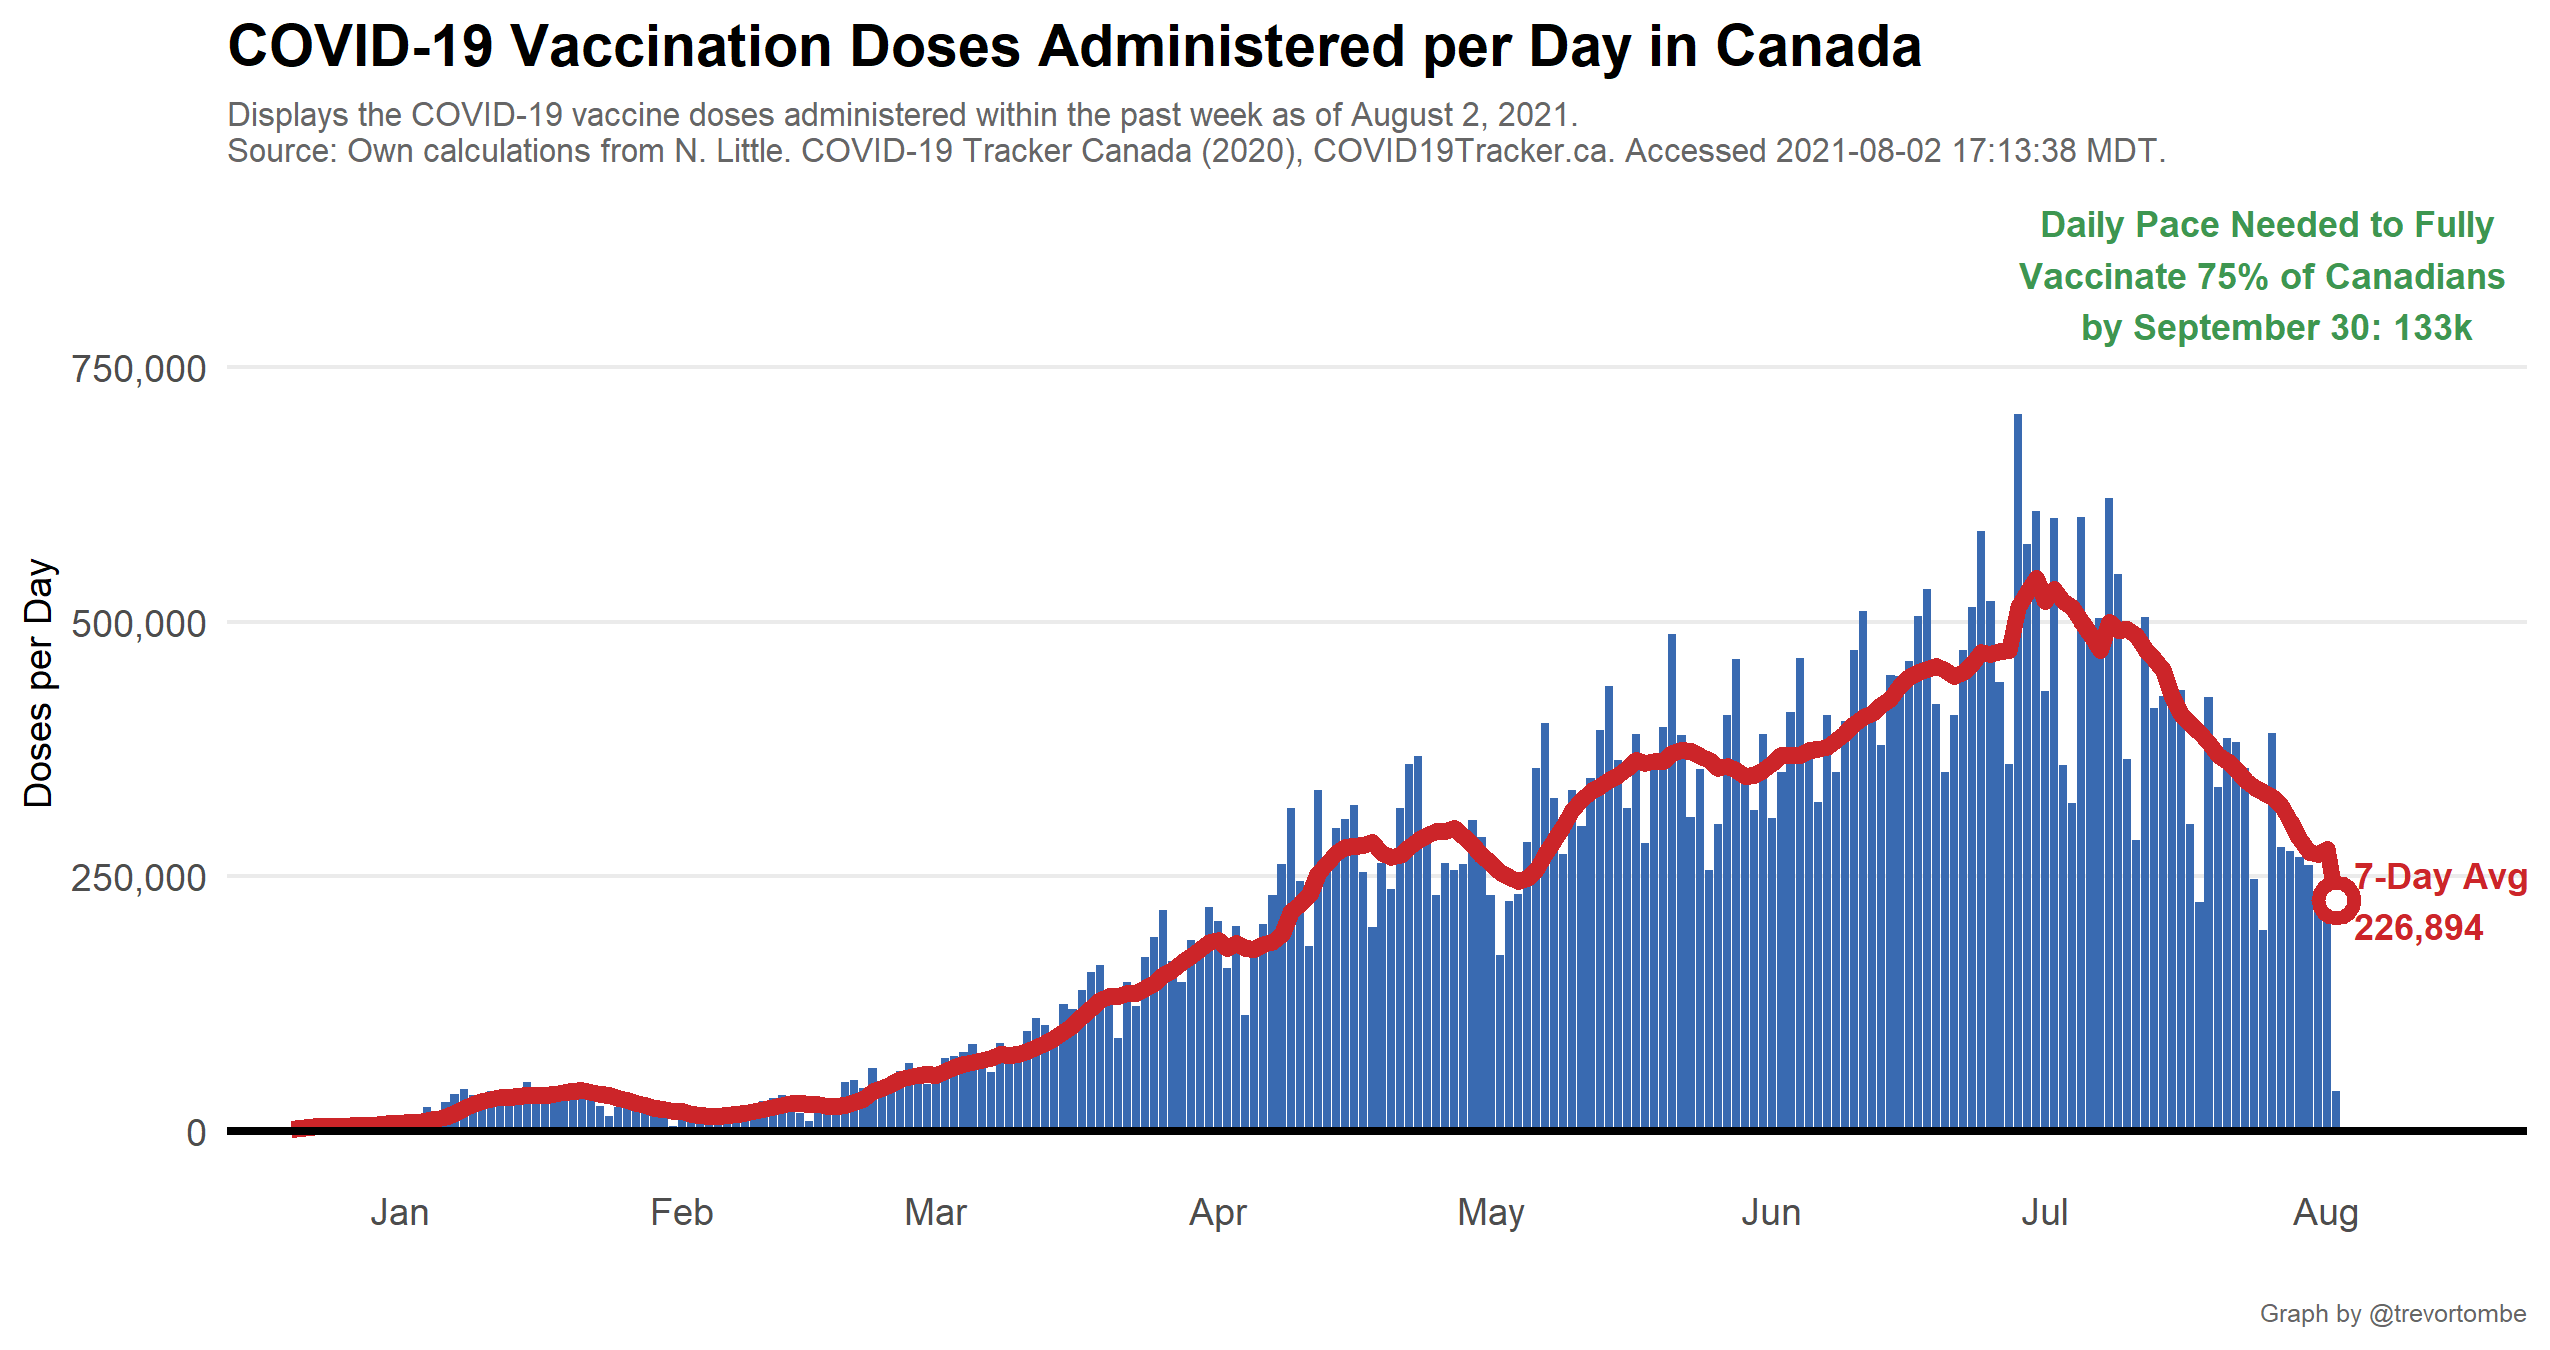 COVID-19 Vaccination Doses Administered per Day in Canada
Displays the COVID-19 vaccine doses administered within the past week as of August 2, 2021.
Source: Own calculations from N. Little. COVID-19 Tracker Canada (2020), COVID19Tracker.ca. Accessed 2021-08-02 17:13:38 MDT.
Daily Pace Needed to Fully
Vaccinate 75% of Canadians
by September 30: 133k
750,000
500,000
250,000
0
Doses per Day
7-Day Avg
226,894
Jan Feb Mar Apr May Jun Jul Aug
Graph by @trevortombe